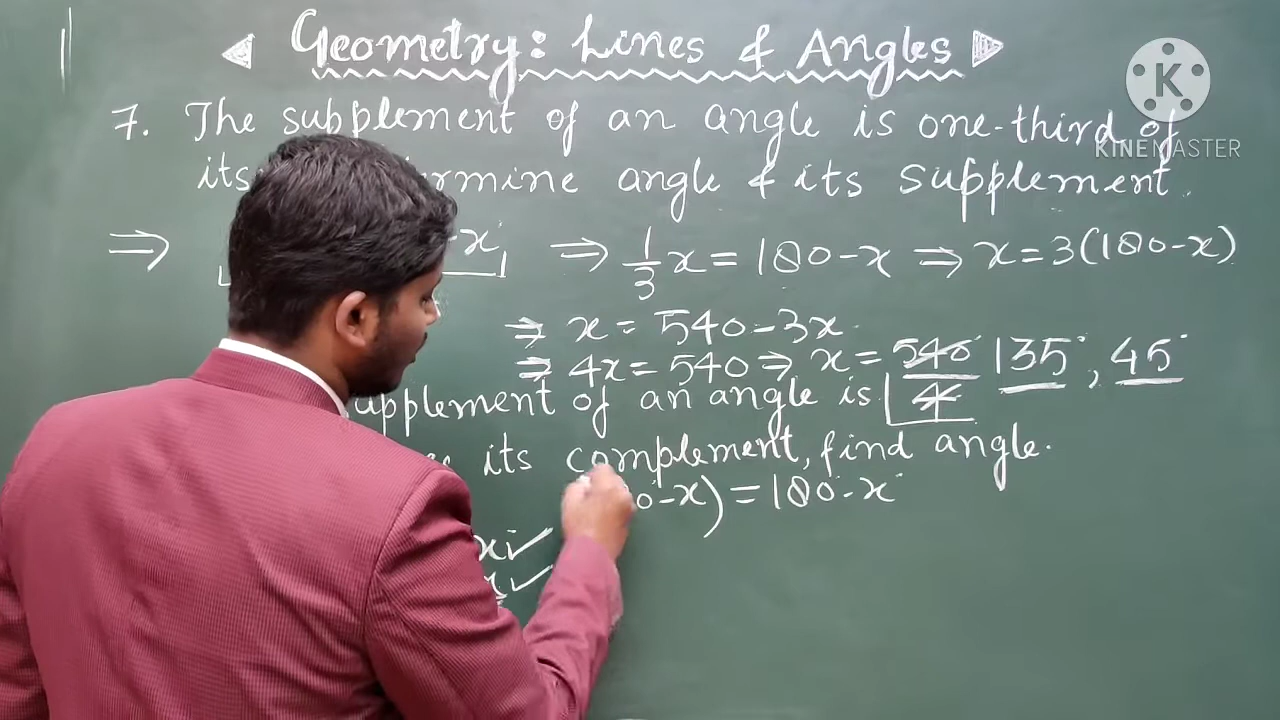 Geometry: Lines & Angles
K
KINEMASTER
7. The supplement of an angle is one-third of
its angle & its supplement.
⇒ -x ⇒ 1/3 x = 180-x ⇒ x = 3(180-x)
⇒ x = 540-3x
⇒ 4x = 540 ⇒ x = 540/4 135°, 45°
of an angle is
its complement, find angle.
0-x) = 180-x
x ✓
✓